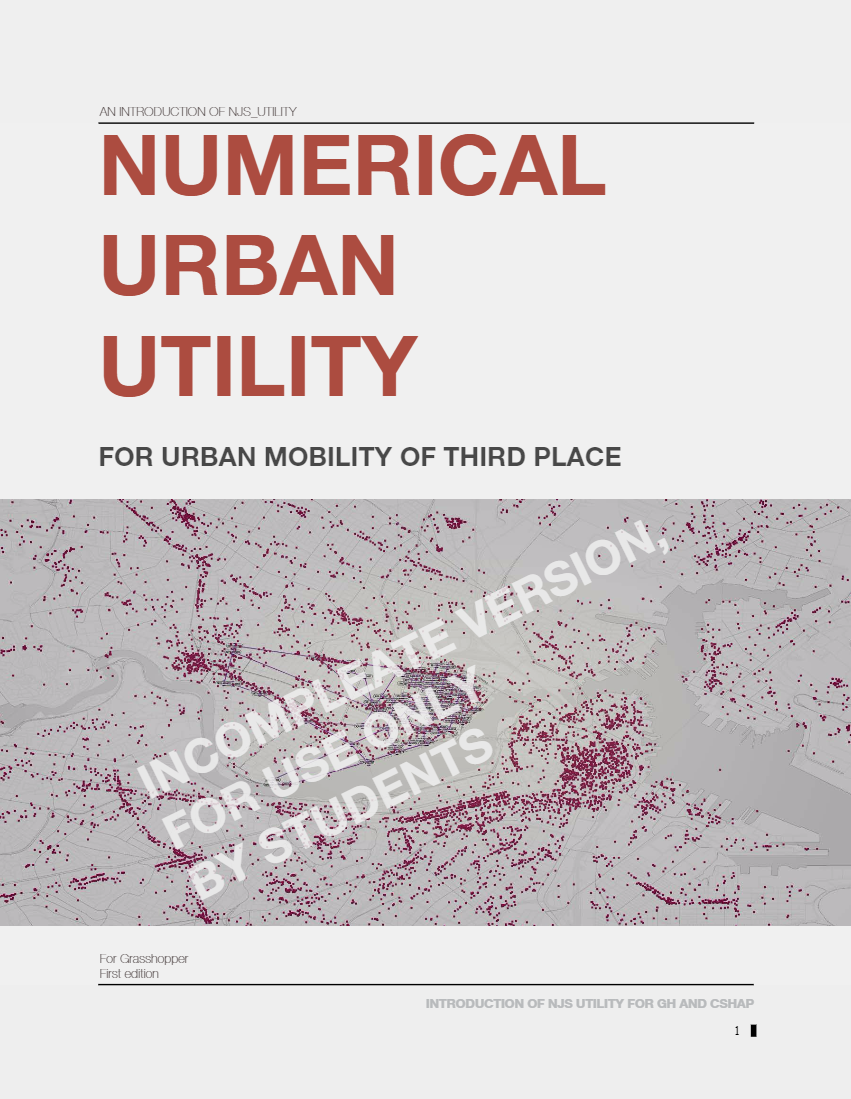 AN INTRODUCTION OF NJS_UTILITY
NUMERICAL
URBAN
UTILITY
FOR URBAN MOBILITY OF THIRD PLACE
INCOMPLEATE VERSION,
FOR USE ONLY
BY STUDENTS
For Grasshopper
First edition
INTRODUCTION OF NJS UTILITY FOR GH AND CSHAP
1